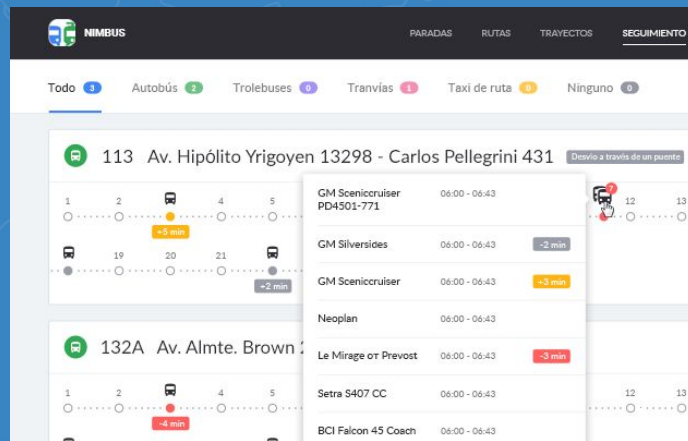 NIMBUS PARADAS RUTAS TRAYECTOS SEGUIMIENTO
Todo 3 Autobús 2 Trolebuses 0 Tranvías 1 Taxi de ruta 0 Ninguno 0
113 Av. Hipólito Yrigoyen 13298 - Carlos Pellegrini 431 Desvío a través de un puente
1 2 4 5 7 12 13
+5 min
19 20 21
+2 min
GM Sceniccruiser PD4501-771 06:00 - 06:43
GM Silversides 06:00 - 06:43 -2 min
GM Sceniccruiser 06:00 - 06:43 +3 min
Neoplan 06:00 - 06:43
Le Mirage от Prevost 06:00 - 06:43 -3 min
Setra S407 CC 06:00 - 06:43
BCI Falcon 45 Coach 06:00 - 06:43
132A Av. Almte. Brown
1 2 4 5 12 13
-4 min